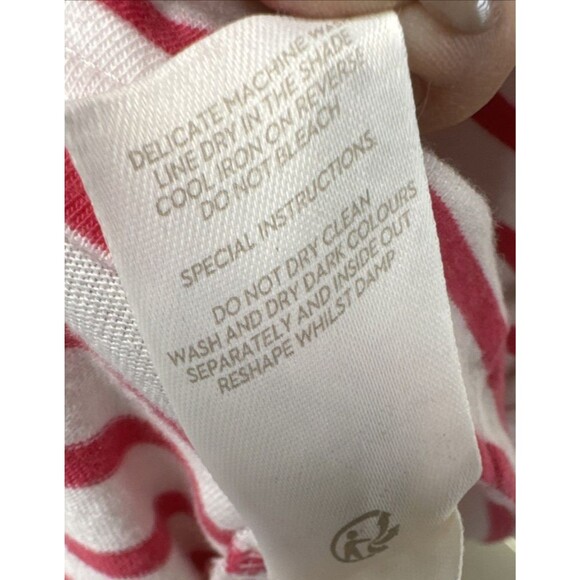 DELICATE MACHINE WASH
LINE DRY IN THE SHADE
COOL IRON ON REVERSE
DO NOT BLEACH
SPECIAL INSTRUCTIONS.
DO NOT DRY CLEAN
WASH AND DRY DARK COLOURS
SEPARATELY AND INSIDE OUT
RESHAPE WHILST DAMP